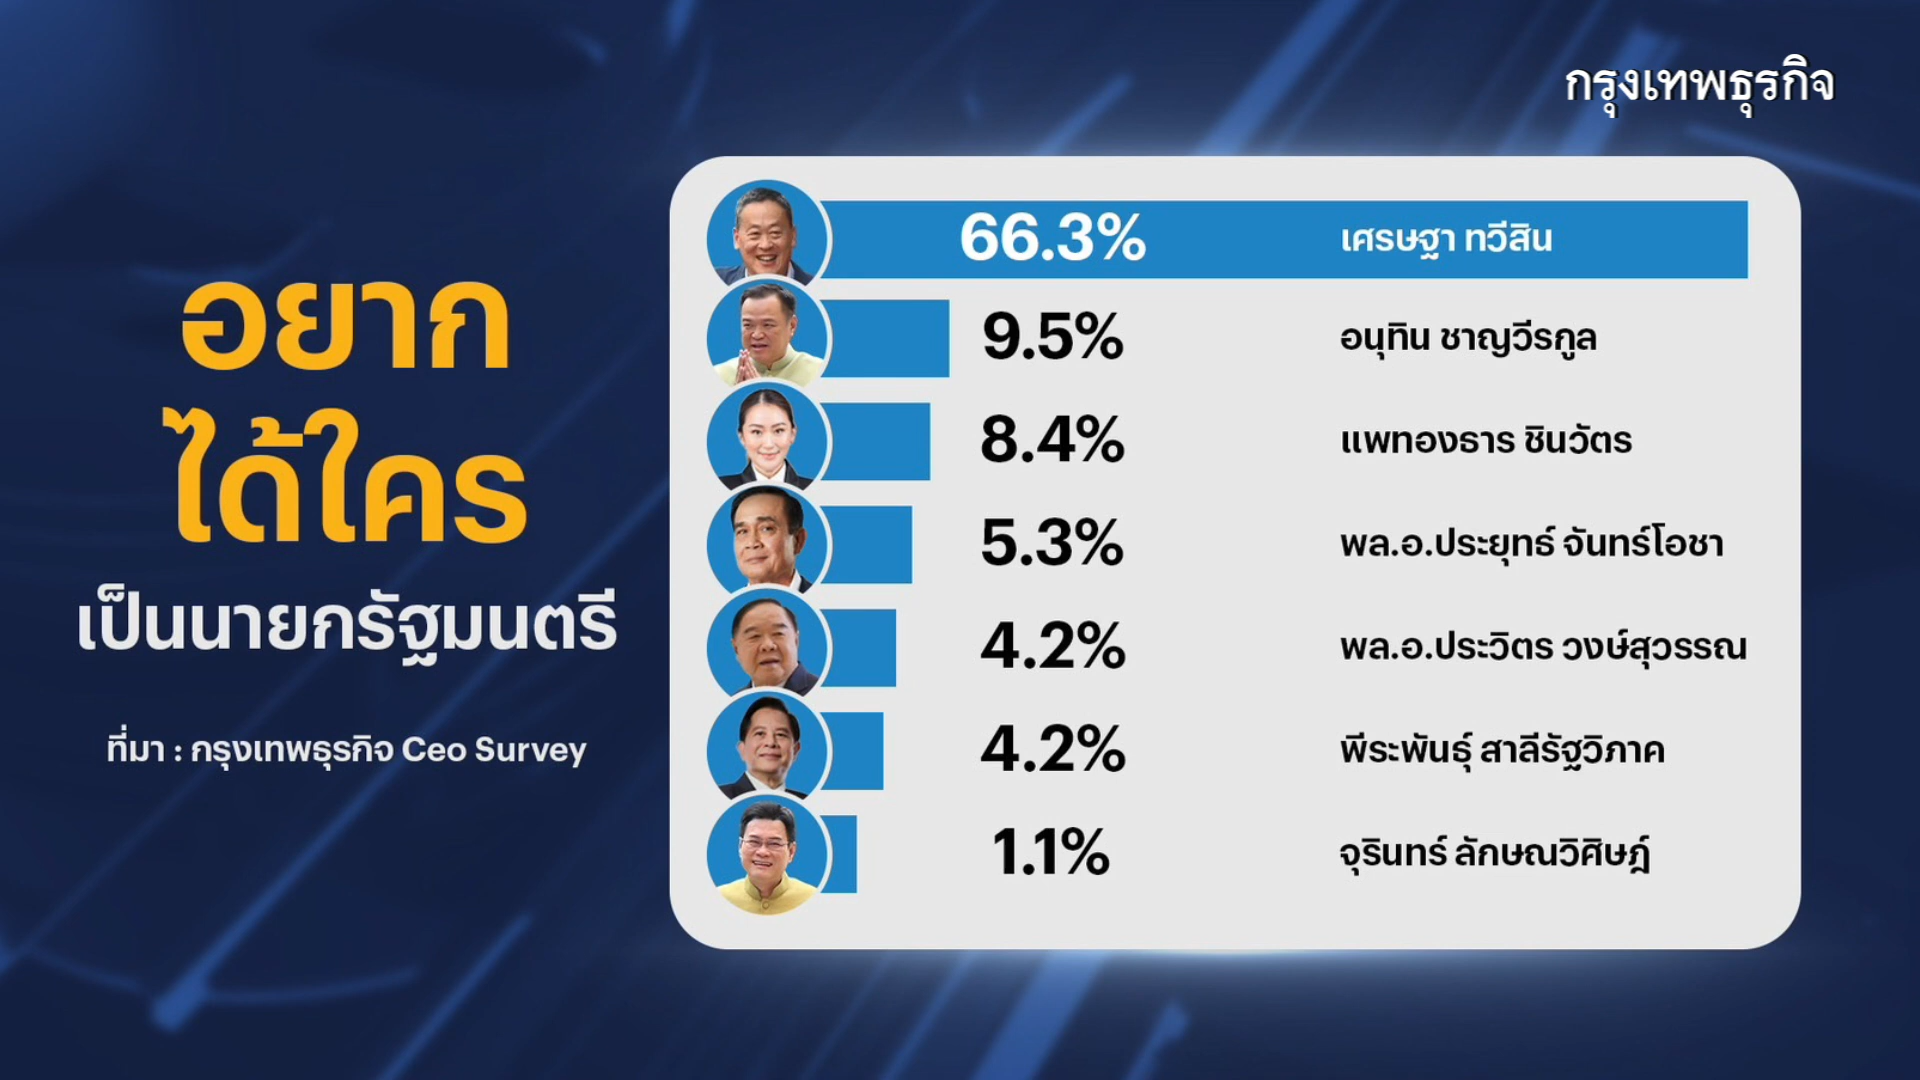 กรุงเทพธุรกิจ
อยาก
ได้ใคร
เป็นนายกรัฐมนตรี
ที่มา : กรุงเทพธุรกิจ Ceo Survey
66.3% เศรษฐา ทวีสิน
9.5% อนุทิน ชาญวีรกูล
8.4% แพทองธาร ชินวัตร
5.3% พล.อ.ประยุทธ์ จันทร์โอชา
4.2% พล.อ.ประวิตร วงษ์สุวรรณ
4.2% พีระพันธุ์ สาลีรัฐวิภาค
1.1% จุรินทร์ ลักษณวิศิษฎ์